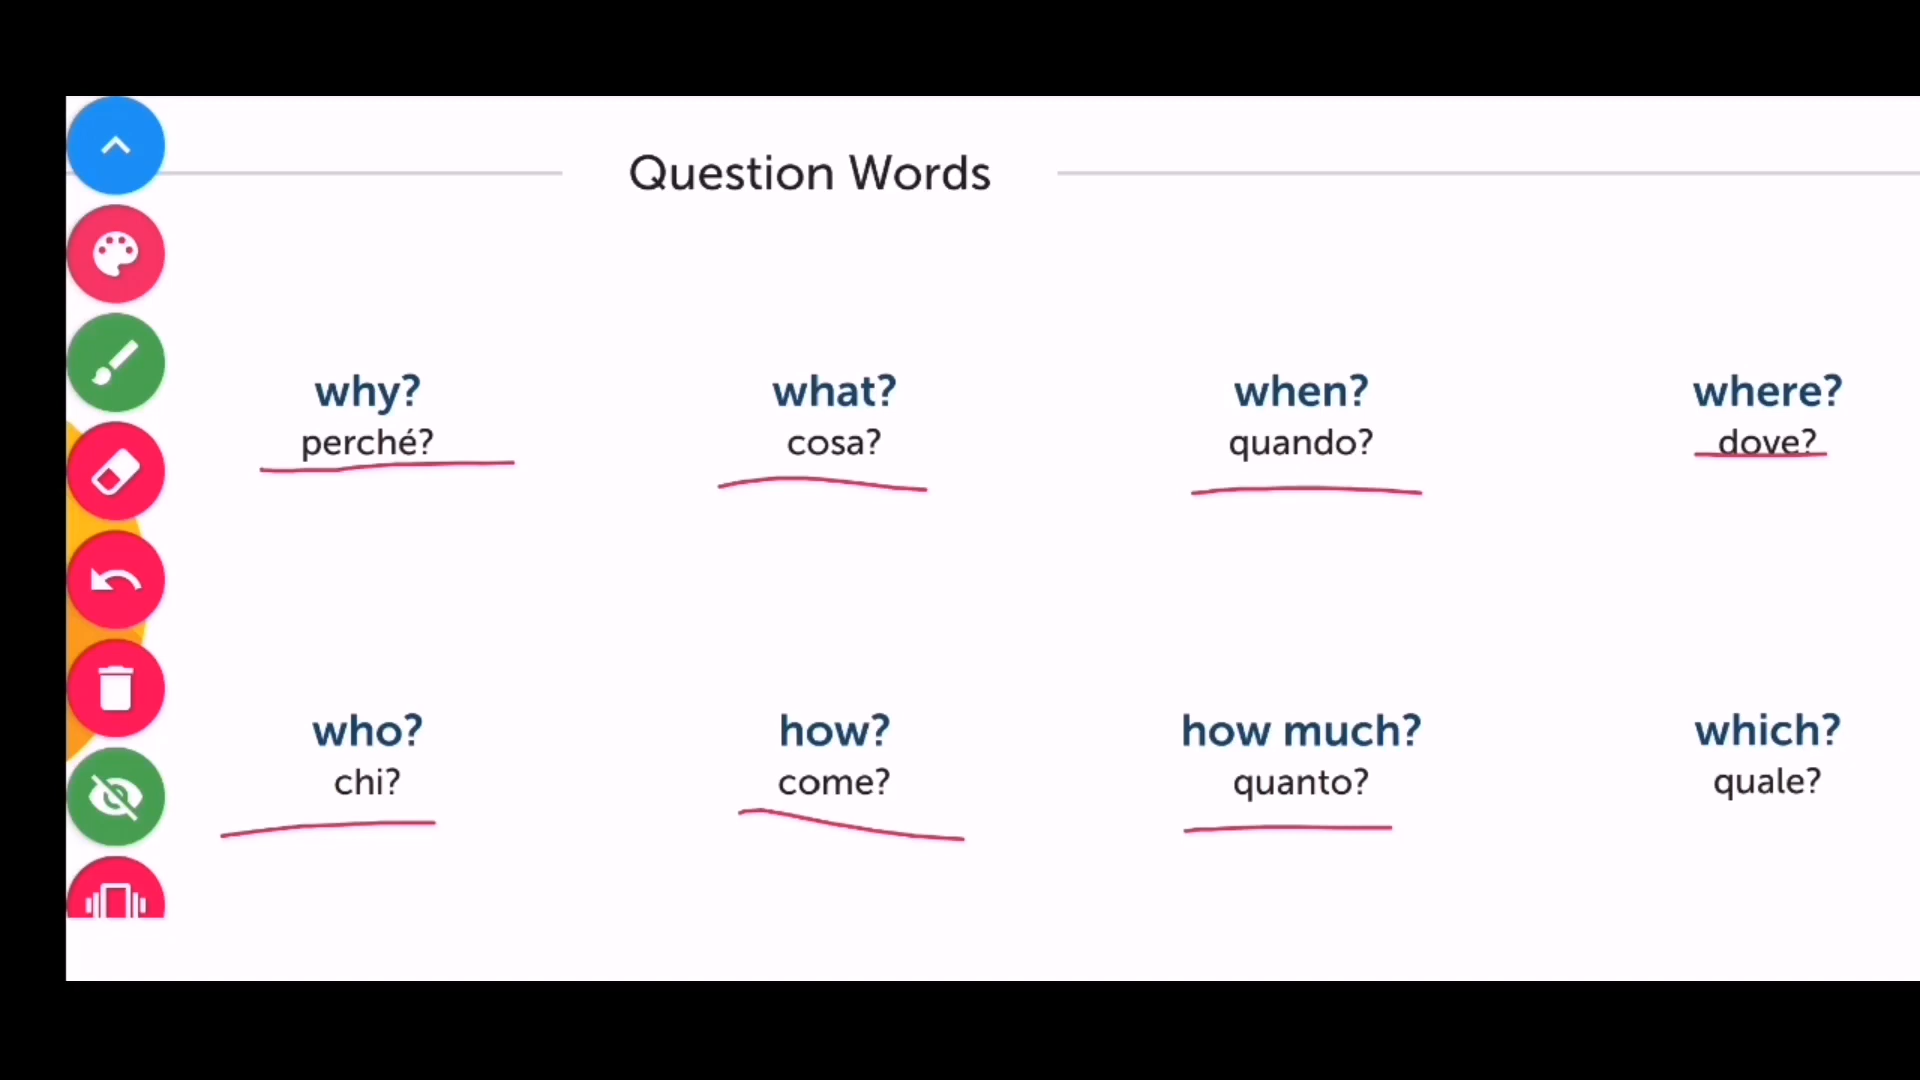 Question Words
why?
perché?
what?
cosa?
when?
quando?
where?
dove?
who?
chi?
how?
come?
how much?
quanto?
which?
quale?